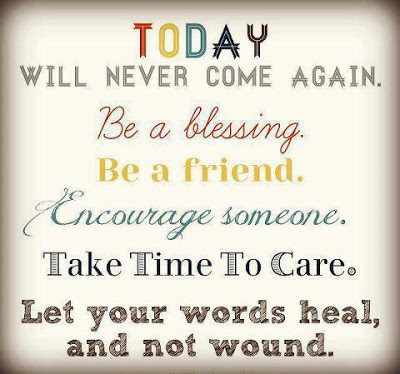 TODAY
WILL NEVER COME AGAIN.
Be a blessing.
Be a friend.
Encourage someone.
Take Time To Care.
Let your words heal,
and not wound.